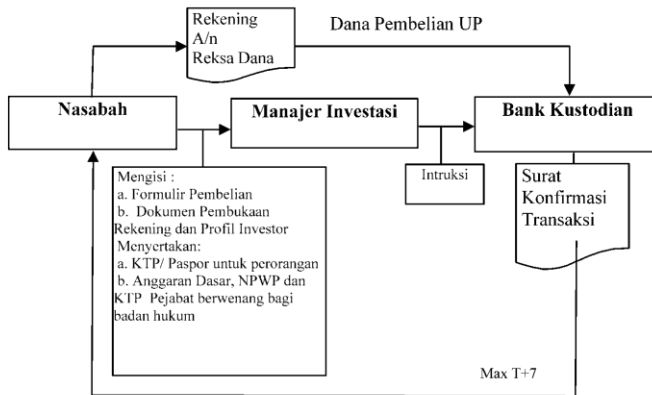 Rekening
A/n
Reksa Dana
Dana Pembelian UP
Nasabah
Manajer Investasi
Bank Kustodian
Mengisi :
a. Formulir Pembelian
b. Dokumen Pembukaan
Rekening dan Profil Investor
Menyertakan:
a. KTP/ Paspor untuk perorangan
b. Anggaran Dasar, NPWP dan
KTP Pejabat berwenang bagi
badan hukum
Intruksi
Surat
Konfirmasi
Transaksi
Max T+7